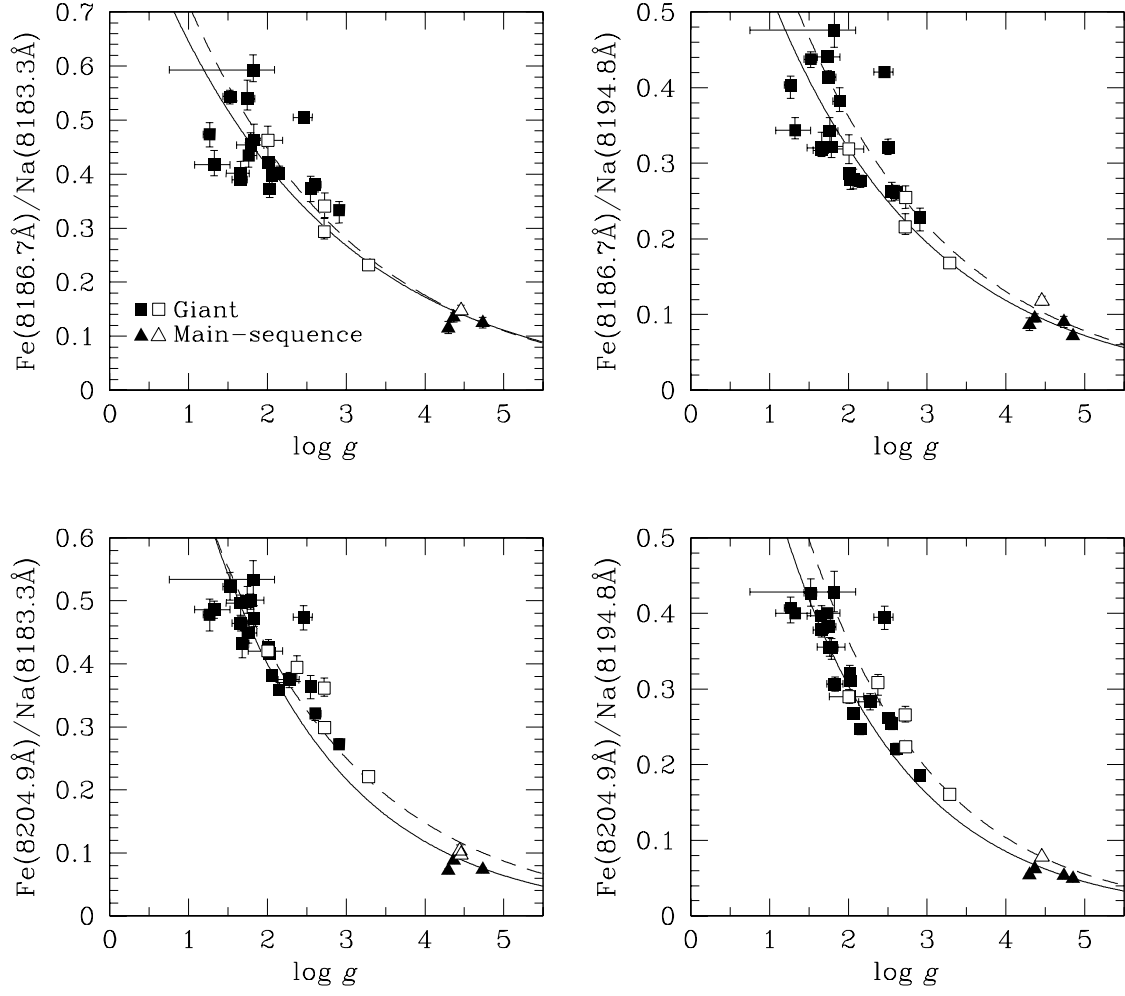 Fe(8186.7Å)/Na(8183.3Å)
0.7
0.6
0.5
0.4
0.3
0.2
0.1
0
Giant
Main-sequence
0 1 2 3 4 5
log g
Fe(8186.7Å)/Na(8194.8Å)
0.5
0.4
0.3
0.2
0.1
0
0 1 2 3 4 5
log g
Fe(8204.9Å)/Na(8183.3Å)
0.6
0.5
0.4
0.3
0.2
0.1
0
0 1 2 3 4 5
log g
Fe(8204.9Å)/Na(8194.8Å)
0.5
0.4
0.3
0.2
0.1
0
0 1 2 3 4 5
log g